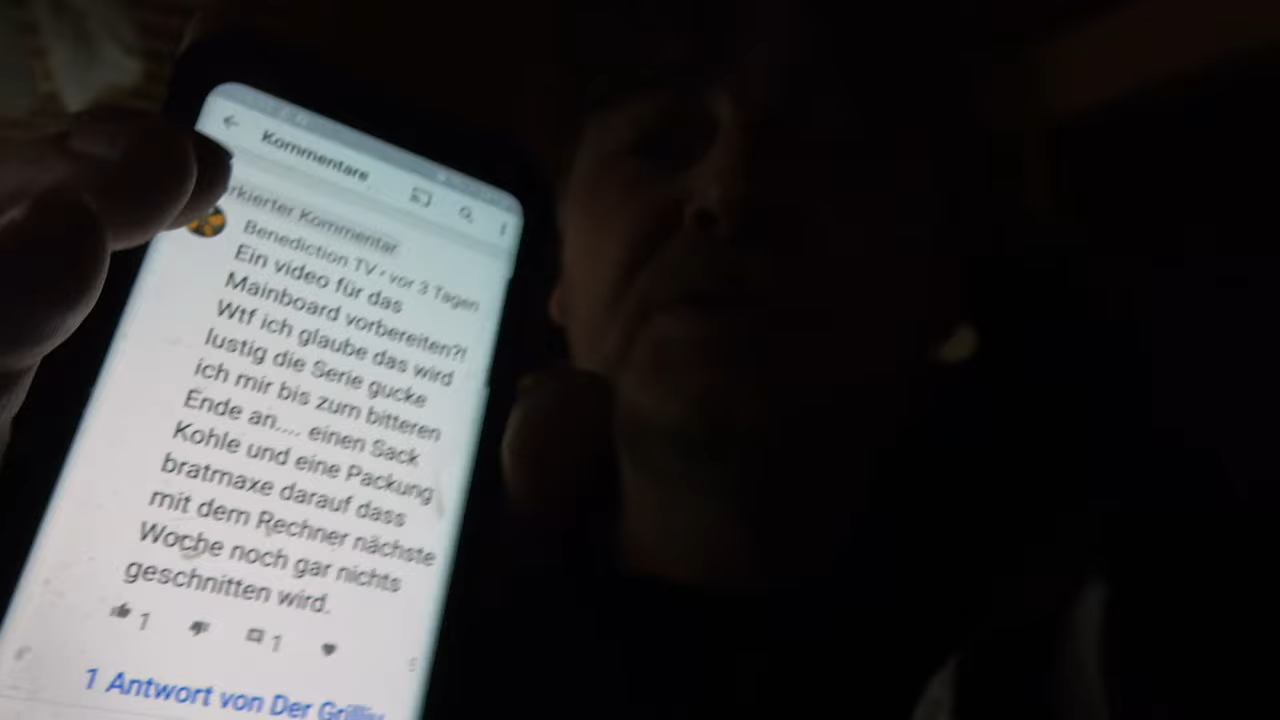 Kommentare
rkierter Kommentar
Benediction TV • vor 3 Tagen
Ein video für das
Mainboard vorbereiten?!
Wtf ich glaube das wird
lustig die Serie gucke
ich mir bis zum bitteren
Ende an.... einen Sack
Kohle und eine Packung
bratmaxe darauf dass
mit dem Rechner nächste
Woche noch gar nichts
geschnitten wird.
1 1
1 Antwort von Der